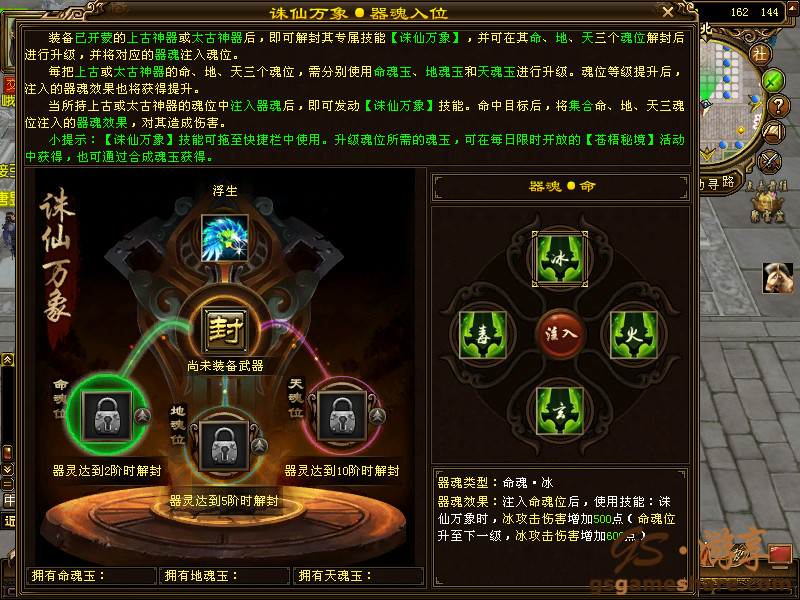 诛仙万象●器魂入位
162 144
装备已开蒙的上古神器或太古神器后，即可解封其专属技能【诛仙万象】，并可在其命、地、天三个魂位解封后
进行升级，并将对应的器魂注入魂位。
每把上古或太古神器的命、地、天三个魂位，需分别使用命魂玉、地魂玉和天魂玉进行升级。魂位等级提升后，
注入的器魂效果也将获得提升。
当所持上古或太古神器的魂位中注入器魂后，即可发动【诛仙万象】技能。命中目标后，将集合命、地、天三魂
位注入的器魂效果，对其造成伤害。
小提示：【诛仙万象】技能可拖至快捷栏中使用。升级魂位所需的魂玉，可在每日限时开放的【苍梧秘境】活动
中获得，也可通过合成魂玉获得。
社
?
寻路
诛仙万象
浮生
封
尚未装备武器
命魂位
地魂位
天魂位
器灵达到2阶时解封
器灵达到5阶时解封
器灵达到10阶时解封
拥有命魂玉：
拥有地魂玉：
拥有天魂玉：
器魂●命
冰
毒
注入
火
玄
器魂类型：命魂·冰
器魂效果：注入命魂位后，使用技能：诛
仙万象时，冰攻击伤害增加500点（命魂位
升至下一级，冰攻击伤害增加600点）